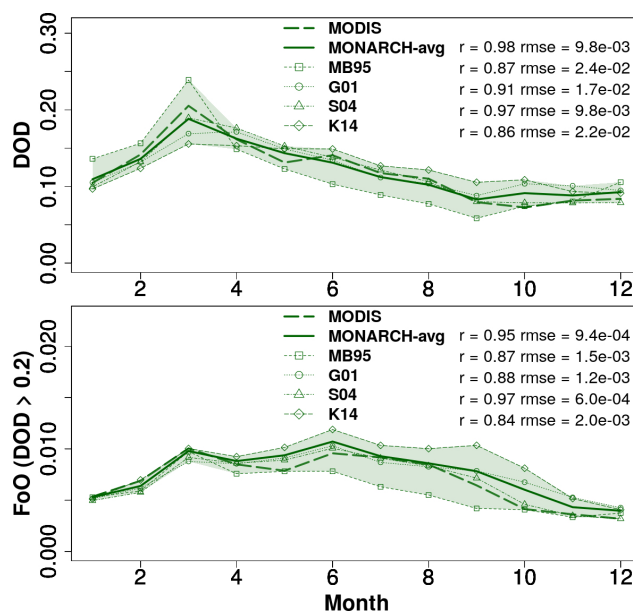 0.30
0.20
0.10
0.00
DOD
MODIS
MONARCH-avg r = 0.98 rmse = 9.8e-03
MB95 r = 0.87 rmse = 2.4e-02
G01 r = 0.91 rmse = 1.7e-02
S04 r = 0.97 rmse = 9.8e-03
K14 r = 0.86 rmse = 2.2e-02
2 4 6 8 10 12
0.020
0.010
0.000
FoO (DOD > 0.2)
MODIS
MONARCH-avg r = 0.95 rmse = 9.4e-04
MB95 r = 0.87 rmse = 1.5e-03
G01 r = 0.88 rmse = 1.2e-03
S04 r = 0.97 rmse = 6.0e-04
K14 r = 0.84 rmse = 2.0e-03
2 4 6 8 10 12
Month